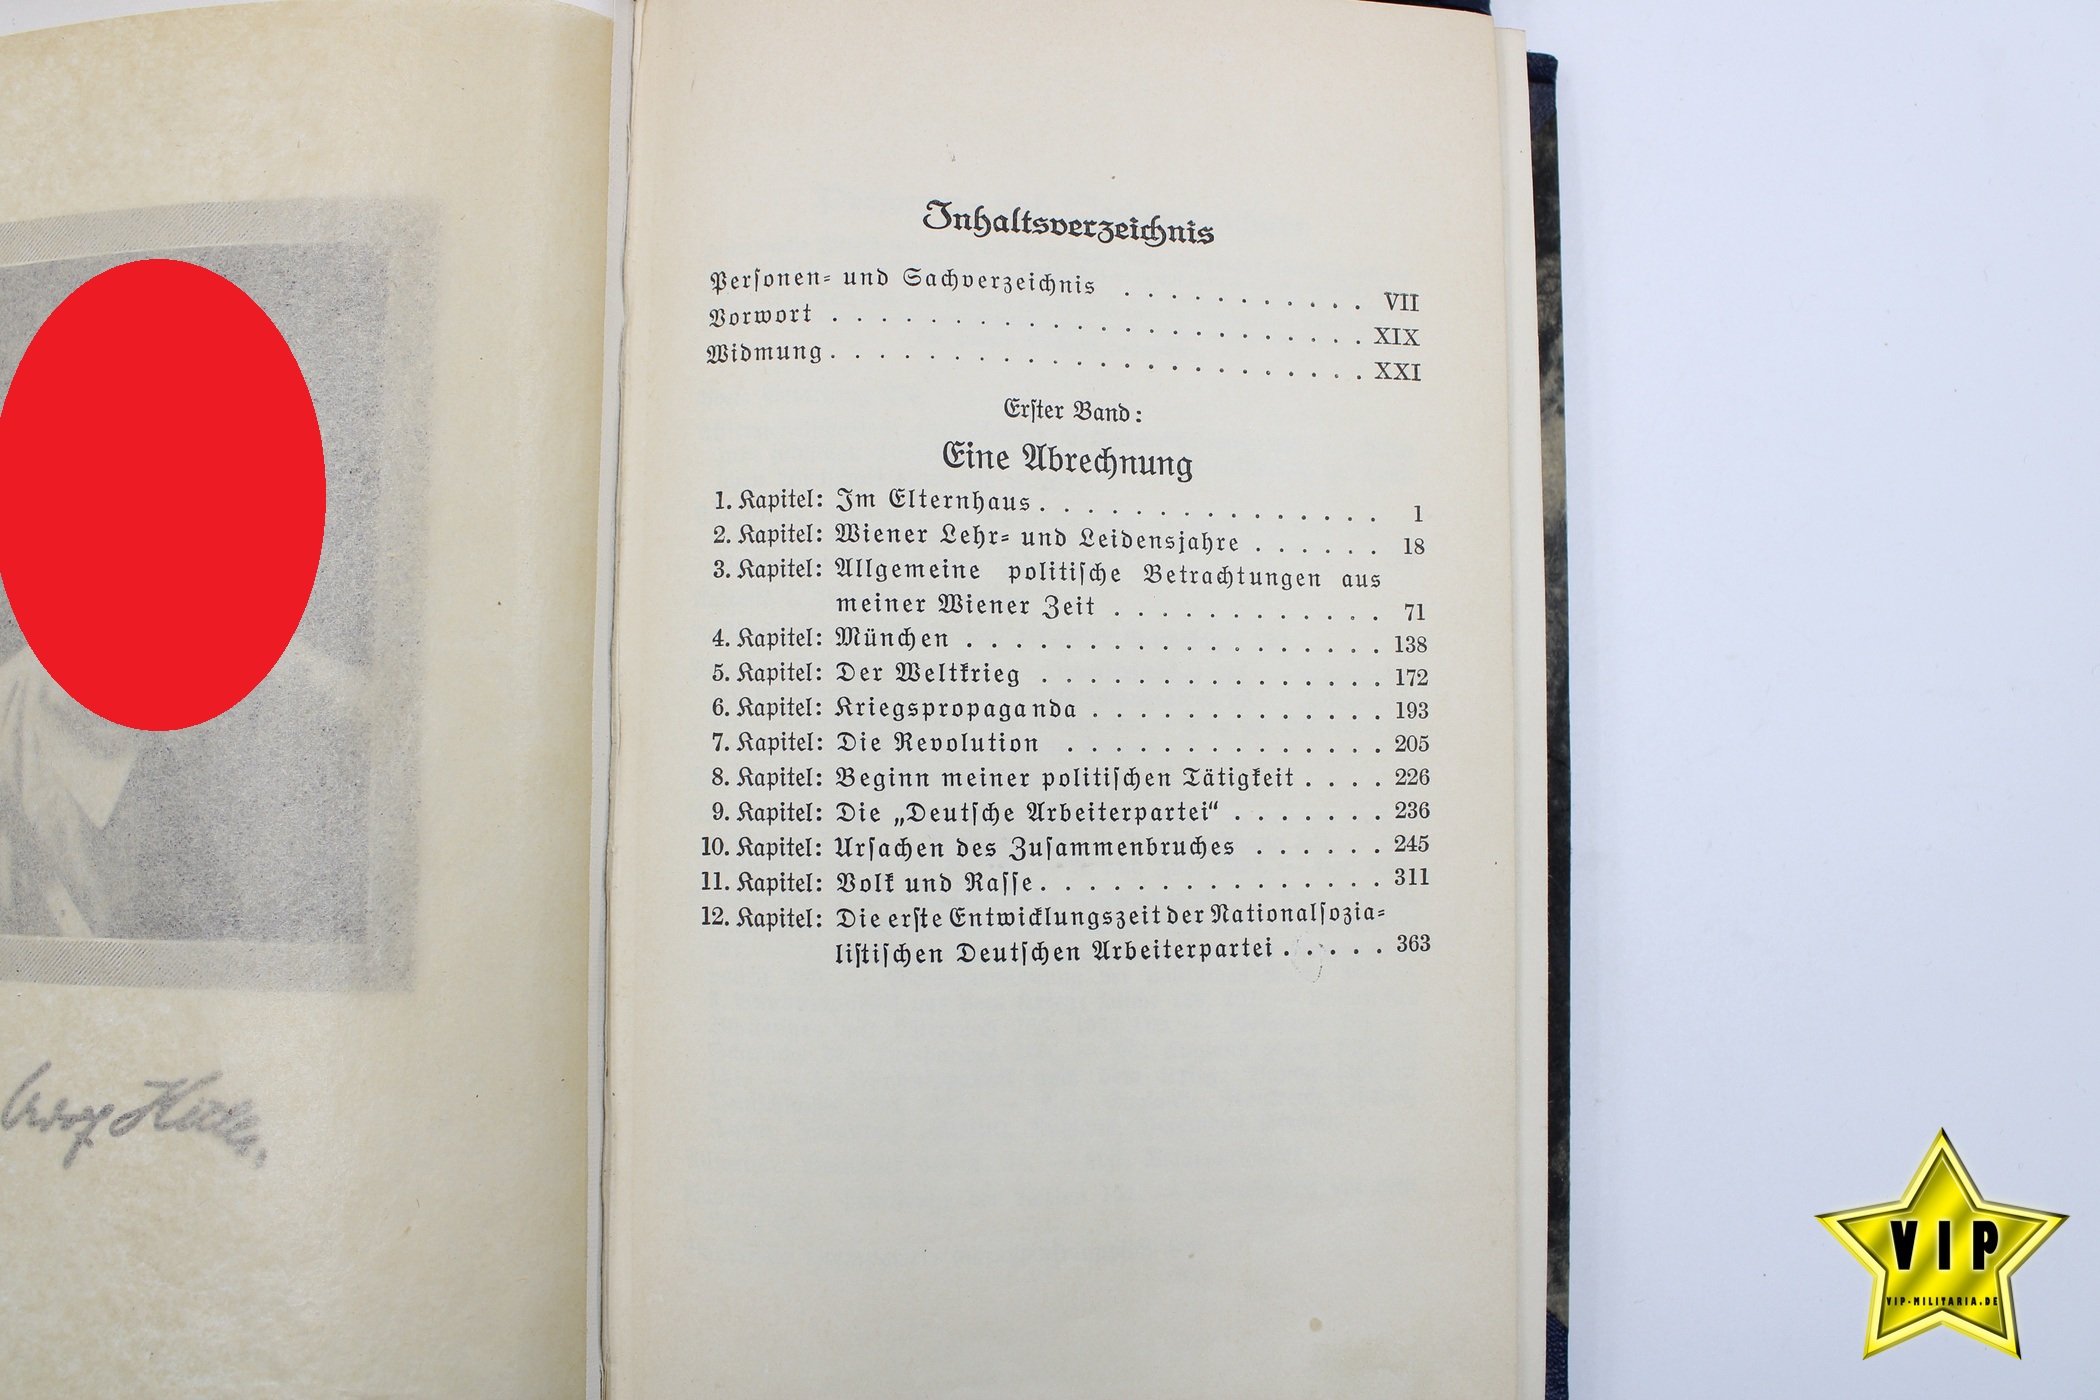 Adolf Hitler.
Inhaltsverzeichnis
Personen- und Sachverzeichnis . . . . . . . . . . VII
Vorwort . . . . . . . . . . . . . . . . . . . . . . XIX
Widmung . . . . . . . . . . . . . . . . . . . . . . XXI
Erster Band:
Eine Abrechnung
1. Kapitel: Im Elternhaus . . . . . . . . . . . . . . . 1
2. Kapitel: Wiener Lehr- und Leidensjahre . . . . . . 18
3. Kapitel: Allgemeine politische Betrachtungen aus
meiner Wiener Zeit . . . . . . . . . . . . 71
4. Kapitel: München . . . . . . . . . . . . . . . . . . 138
5. Kapitel: Der Weltkrieg . . . . . . . . . . . . . . . 172
6. Kapitel: Kriegspropaganda . . . . . . . . . . . . . 193
7. Kapitel: Die Revolution . . . . . . . . . . . . . . 205
8. Kapitel: Beginn meiner politischen Tätigkeit . . . . 226
9. Kapitel: Die „Deutsche Arbeiterpartei“ . . . . . . . 236
10. Kapitel: Ursachen des Zusammenbruches . . . . . . 245
11. Kapitel: Volk und Rasse . . . . . . . . . . . . . . . 311
12. Kapitel: Die erste Entwicklungszeit der Nationalsozia-
listischen Deutschen Arbeiterpartei . . . . . 363
VIP
VIP-MILITARIA.DE